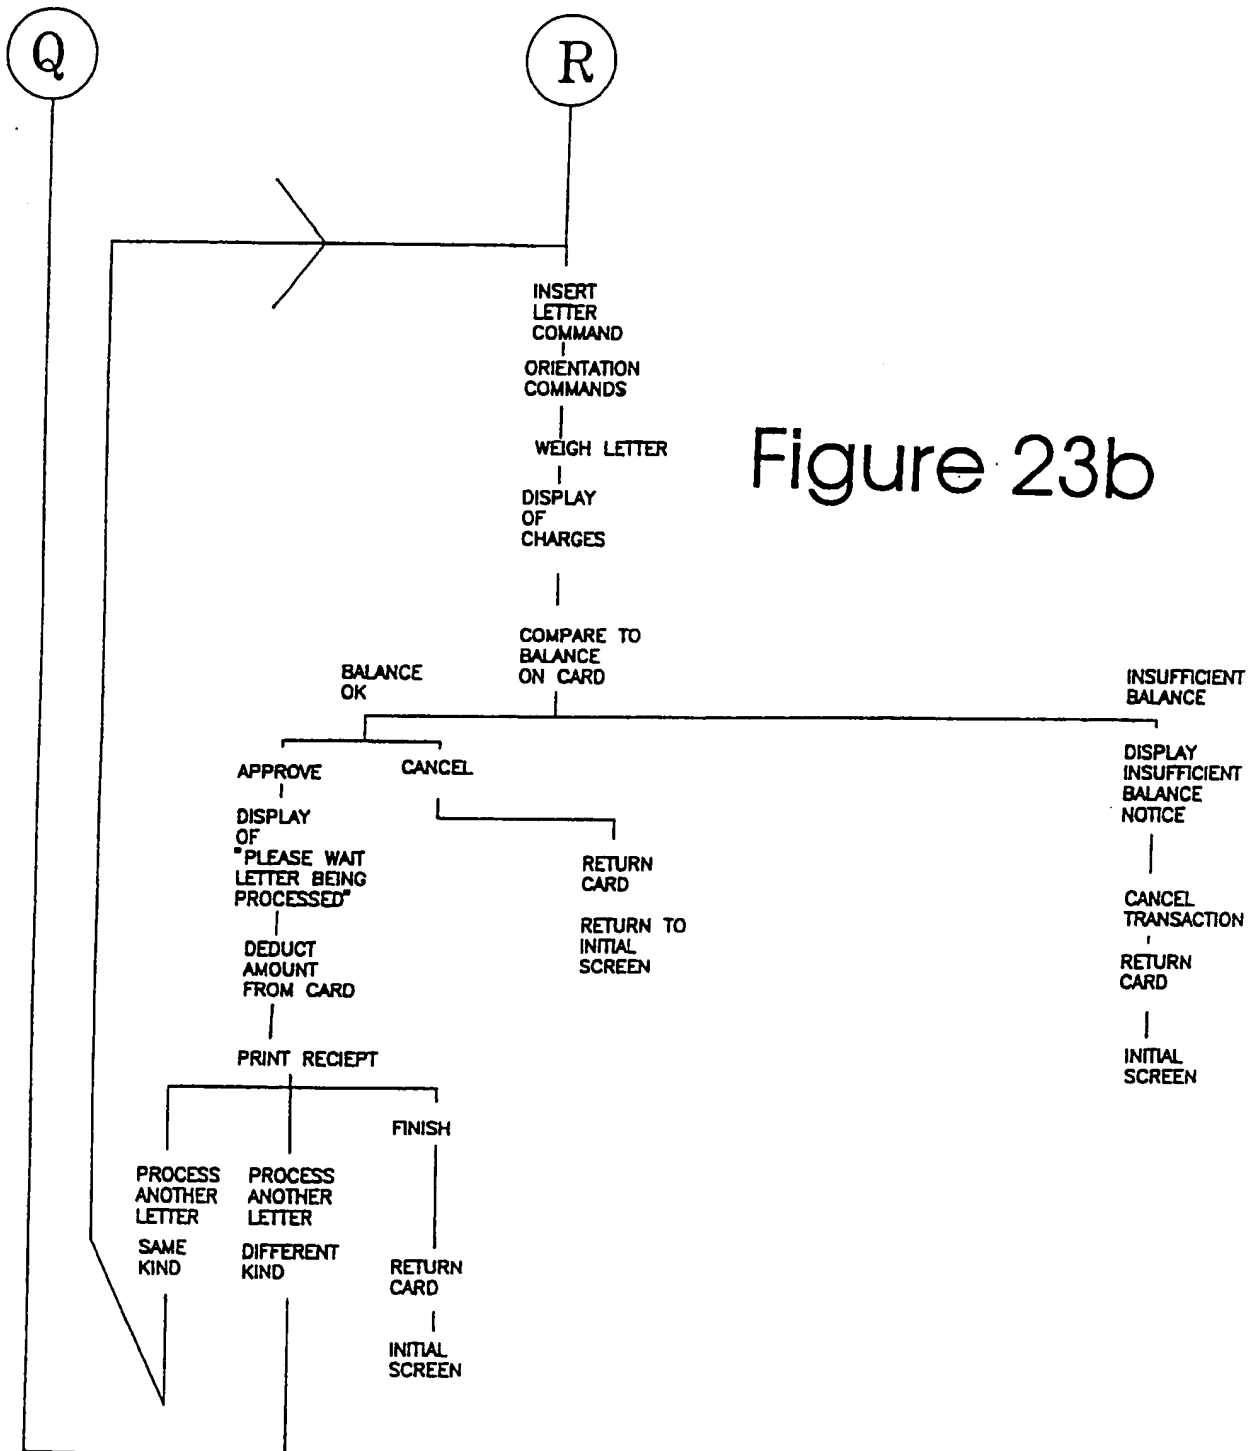 Q
R
INSERT
LETTER
COMMAND
ORIENTATION
COMMANDS
WEIGH LETTER
Figure 23b
DISPLAY
OF
CHARGES
COMPARE TO
BALANCE
ON CARD
BALANCE
OK
INSUFFICIENT
BALANCE
APPROVE
CANCEL
DISPLAY
OF
"PLEASE WAIT
LETTER BEING
PROCESSED"
DEDUCT
AMOUNT
FROM CARD
PRINT RECIEPT
RETURN
CARD
RETURN TO
INITIAL
SCREEN
DISPLAY
INSUFFICIENT
BALANCE
NOTICE
CANCEL
TRANSACTION
RETURN
CARD
INITIAL
SCREEN
PROCESS
ANOTHER
LETTER
SAME
KIND
PROCESS
ANOTHER
LETTER
DIFFERENT
KIND
FINISH
RETURN
CARD
INITIAL
SCREEN